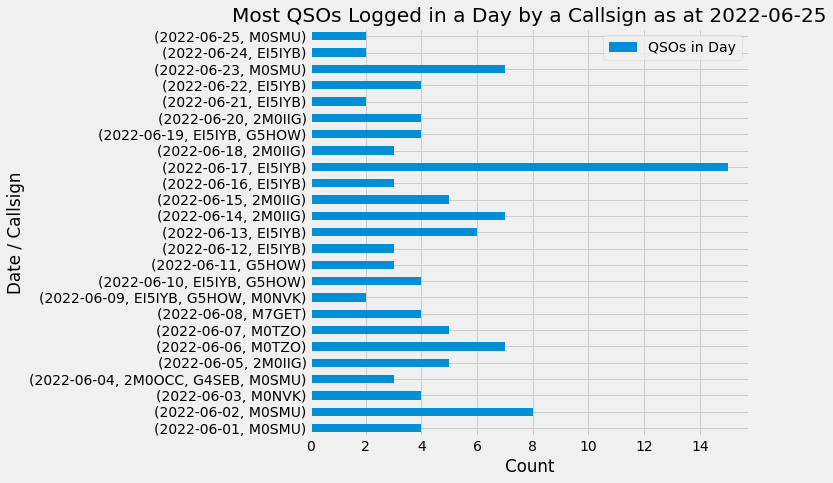 Most QSOs Logged in a Day by a Callsign as at 2022-06-25
QSOs in Day
Date / Callsign
(2022-06-25, M0SMU)
(2022-06-24, EI5IYB)
(2022-06-23, M0SMU)
(2022-06-22, EI5IYB)
(2022-06-21, EI5IYB)
(2022-06-20, 2M0IIG)
(2022-06-19, EI5IYB, G5HOW)
(2022-06-18, 2M0IIG)
(2022-06-17, EI5IYB)
(2022-06-16, EI5IYB)
(2022-06-15, 2M0IIG)
(2022-06-14, 2M0IIG)
(2022-06-13, EI5IYB)
(2022-06-12, EI5IYB)
(2022-06-11, G5HOW)
(2022-06-10, EI5IYB, G5HOW)
(2022-06-09, EI5IYB, G5HOW, M0NVK)
(2022-06-08, M7GET)
(2022-06-07, M0TZO)
(2022-06-06, M0TZO)
(2022-06-05, 2M0IIG)
(2022-06-04, 2M0OCC, G4SEB, M0SMU)
(2022-06-03, M0NVK)
(2022-06-02, M0SMU)
(2022-06-01, M0SMU)
0 2 4 6 8 10 12 14
Count